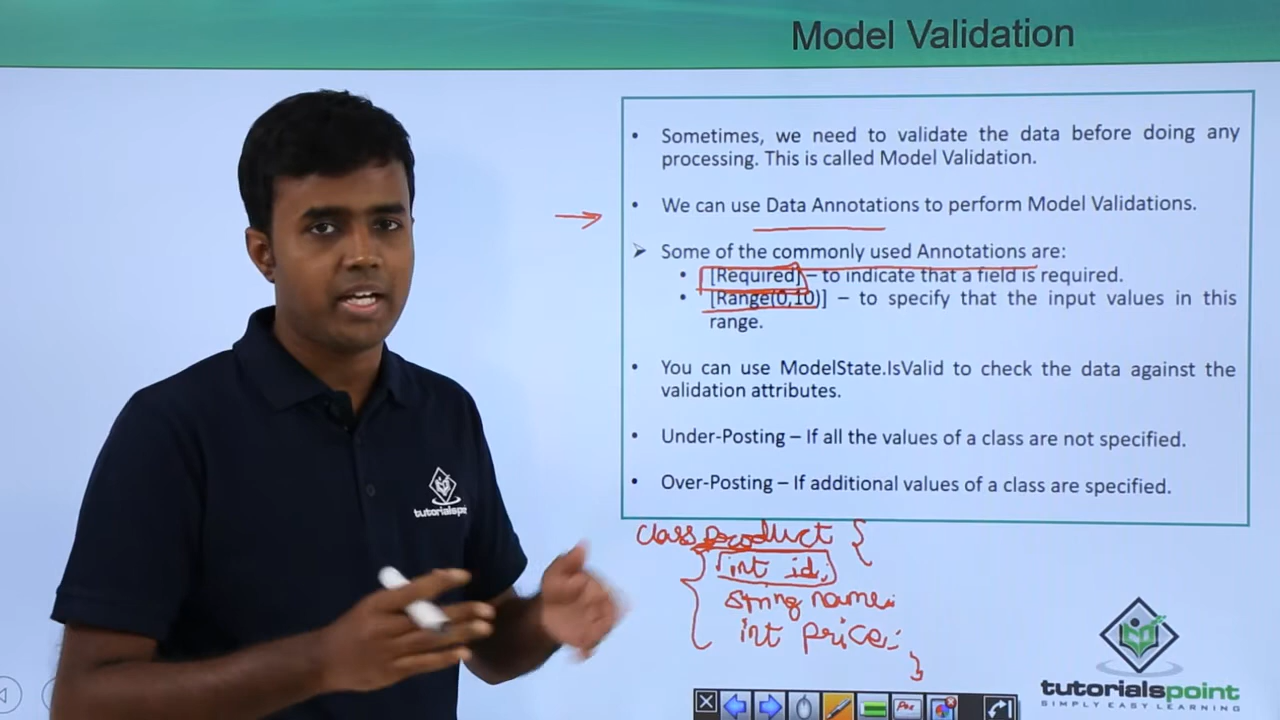 Model Validation
• Sometimes, we need to validate the data before doing any
processing. This is called Model Validation.
• We can use Data Annotations to perform Model Validations.
➤ Some of the commonly used Annotations are:
• [Required] – to indicate that a field is required.
• [Range(0,10)] – to specify that the input values in this
range.
• You can use ModelState.IsValid to check the data against the
validation attributes.
• Under-Posting – If all the values of a class are not specified.
• Over-Posting – If additional values of a class are specified.
class product {
int id;
string name;
int price;
}
tutorialspoint
SIMPLY EASY LEARNING
tutorialspoint